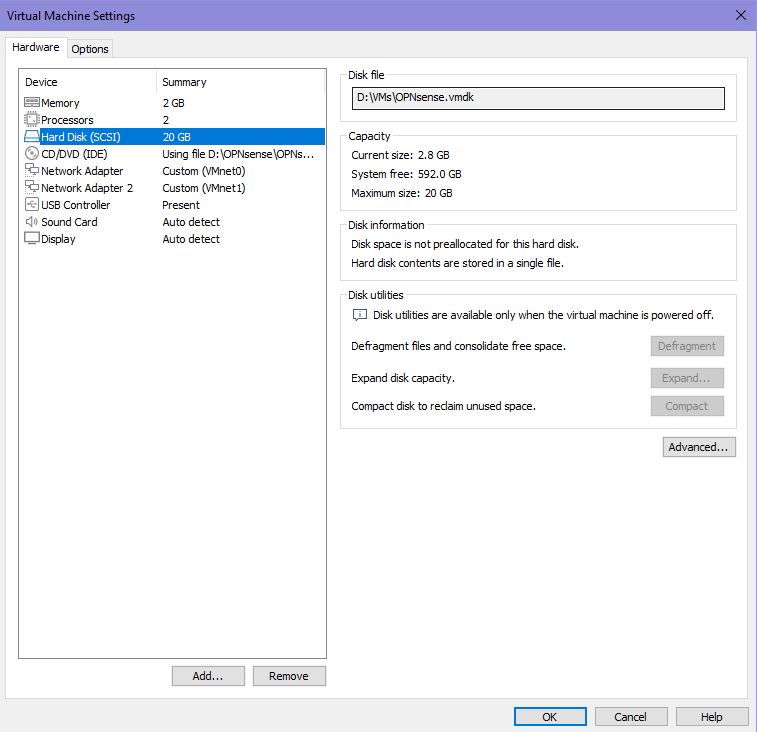 Virtual Machine Settings
Hardware Options
Device Summary
Memory 2 GB
Processors 2
Hard Disk (SCSI) 20 GB
CD/DVD (IDE) Using file D:\OPNsense\OPNs...
Network Adapter Custom (VMnet0)
Network Adapter 2 Custom (VMnet1)
USB Controller Present
Sound Card Auto detect
Display Auto detect
Add... Remove
Disk file
D:\VMs\OPNsense.vmdk
Capacity
Current size: 2.8 GB
System free: 592.0 GB
Maximum size: 20 GB
Disk information
Disk space is not preallocated for this hard disk.
Hard disk contents are stored in a single file.
Disk utilities
Disk utilities are available only when the virtual machine is powered off.
Defragment files and consolidate free space. Defragment
Expand disk capacity. Expand...
Compact disk to reclaim unused space. Compact
Advanced...
OK Cancel Help